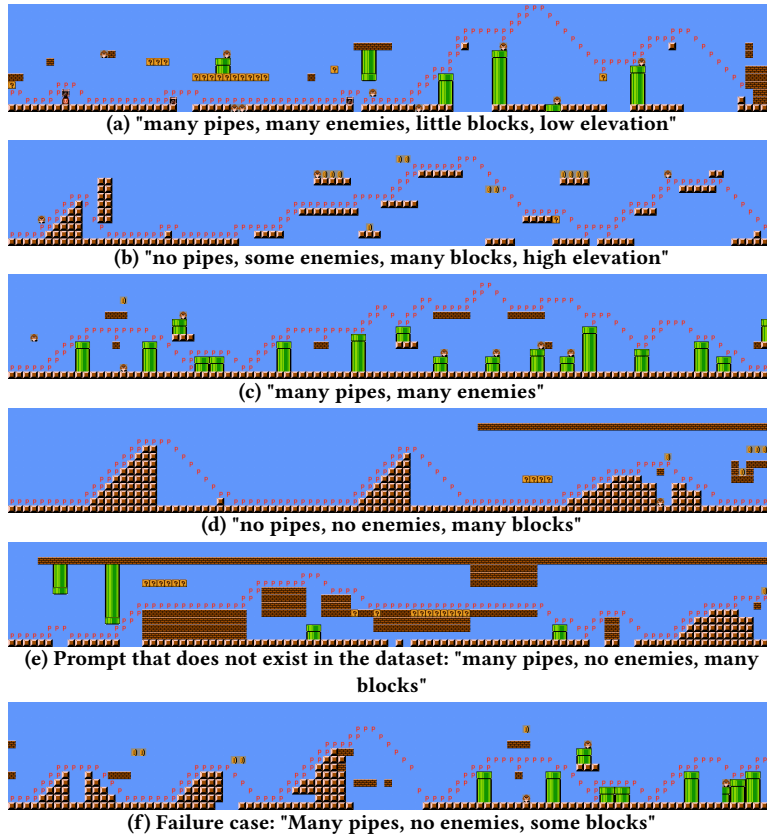 (a) "many pipes, many enemies, little blocks, low elevation"
(b) "no pipes, some enemies, many blocks, high elevation"
(c) "many pipes, many enemies"
(d) "no pipes, no enemies, many blocks"
(e) Prompt that does not exist in the dataset: "many pipes, no enemies, many
blocks"
(f) Failure case: "Many pipes, no enemies, some blocks"